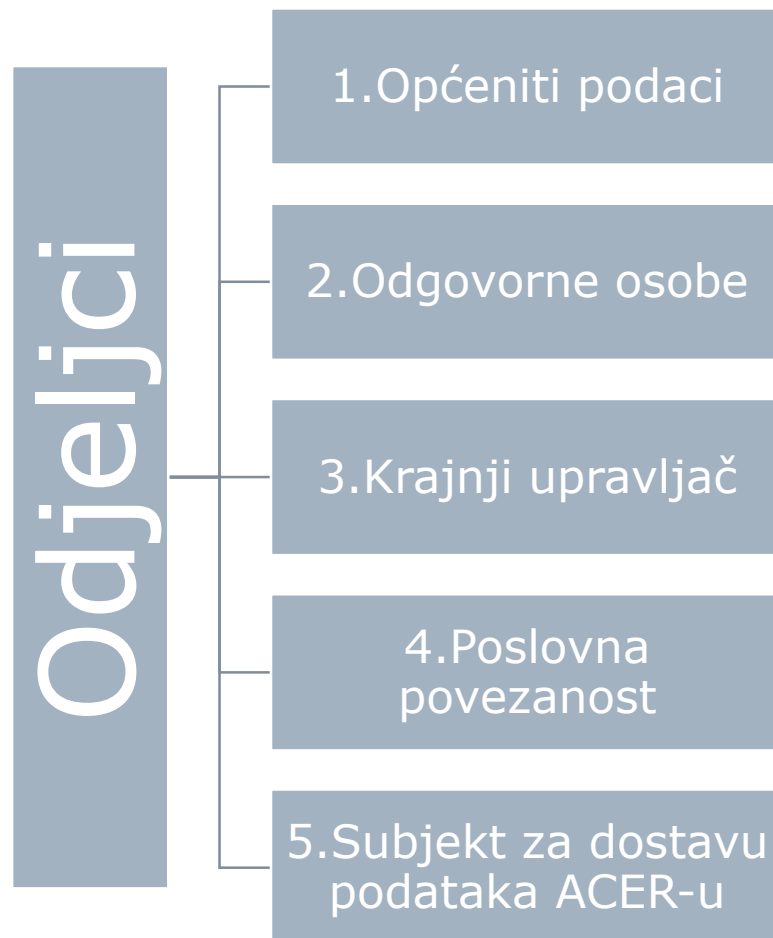 Odjeljci
1.Općeniti podaci
2.Odgovorne osobe
3.Krajnji upravljač
4.Poslovna
povezanost
5.Subjekt za dostavu
podataka ACER-u